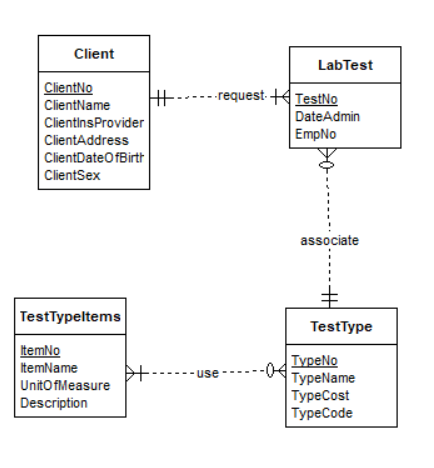 Client
ClientNo
ClientName
ClientInsProvider
ClientAddress
ClientDateOfBirth
ClientSex
request
LabTest
TestNo
DateAdmin
EmpNo
associate
TestTypeItems
ItemNo
ItemName
UnitOfMeasure
Description
use
TestType
TypeNo
TypeName
TypeCost
TypeCode